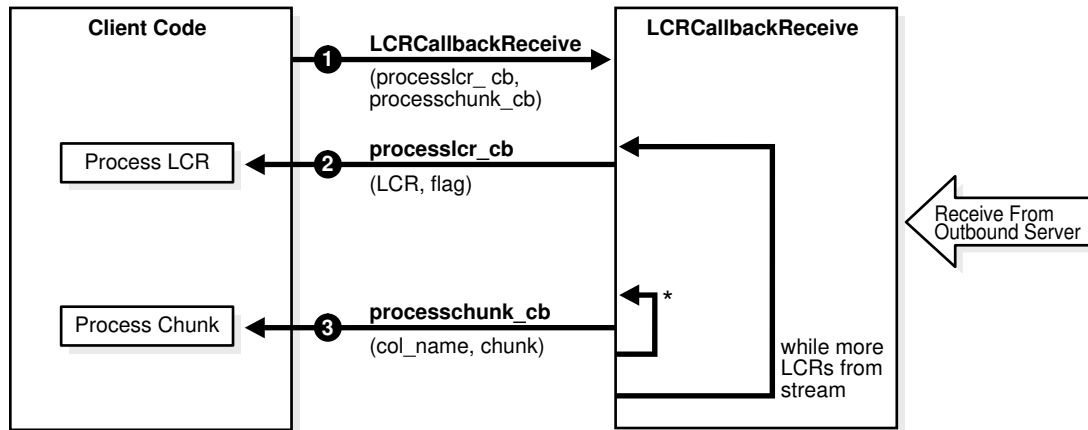 Client Code
LCRCallbackReceive
1
LCRCallbackReceive
(processlcr_ cb,
processchunk_cb)
Process LCR
2
processlcr_cb
(LCR, flag)
Receive From
Outbound Server
*
Process Chunk
3
processchunk_cb
(col_name, chunk)
while more
LCRs from
stream